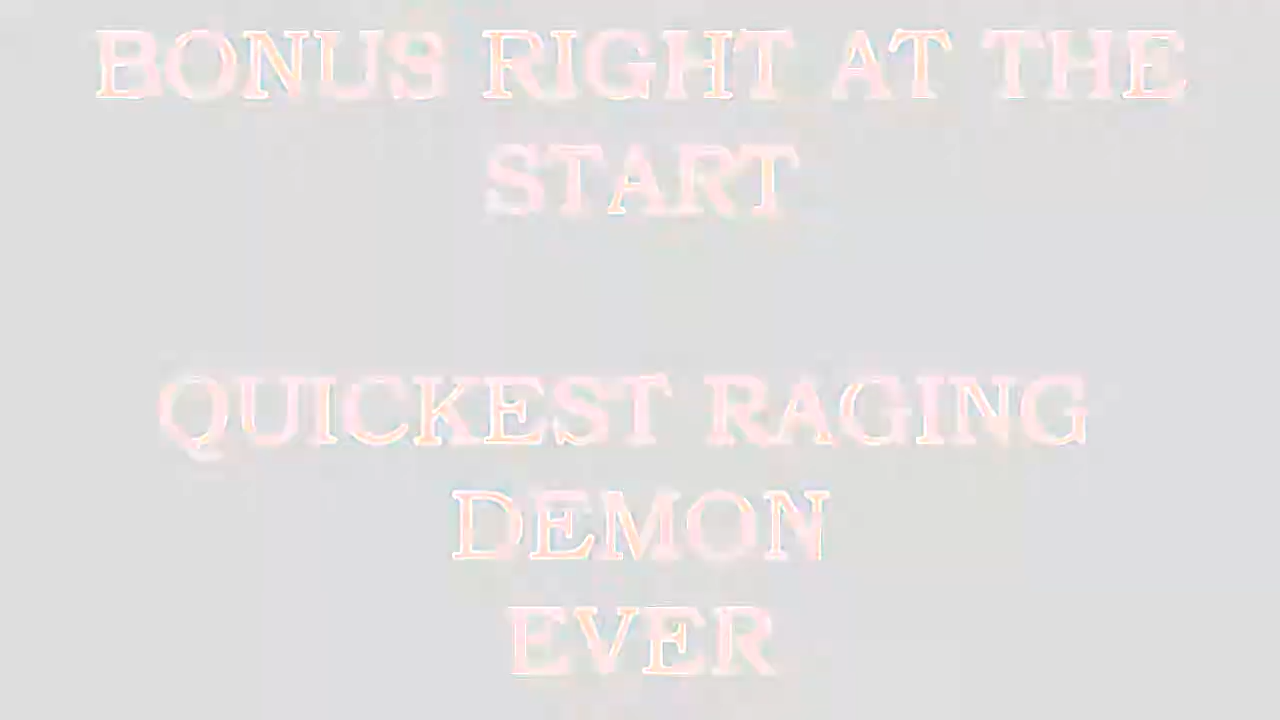 BONUS RIGHT AT THE
START
QUICKEST RAGING
DEMON
EVER